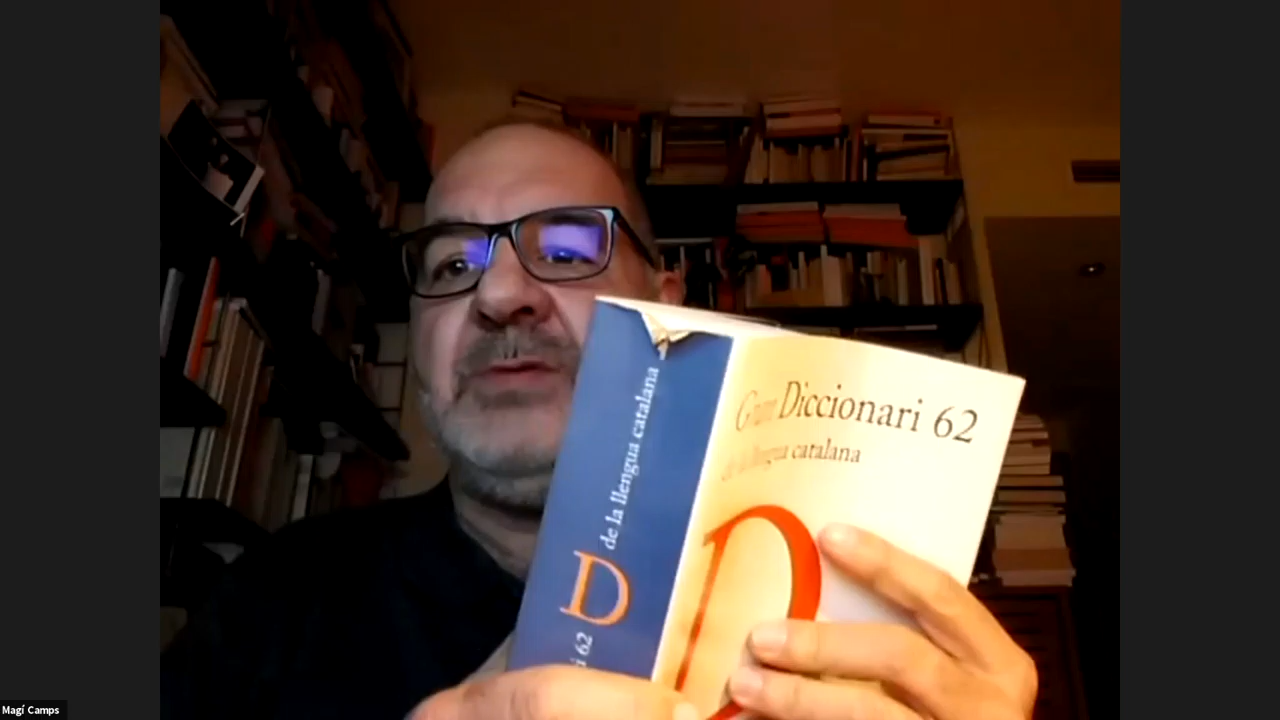 de la llengua catalana
D
i 62
Gran Diccionari 62
de la llengua catalana
D
Magí Camps